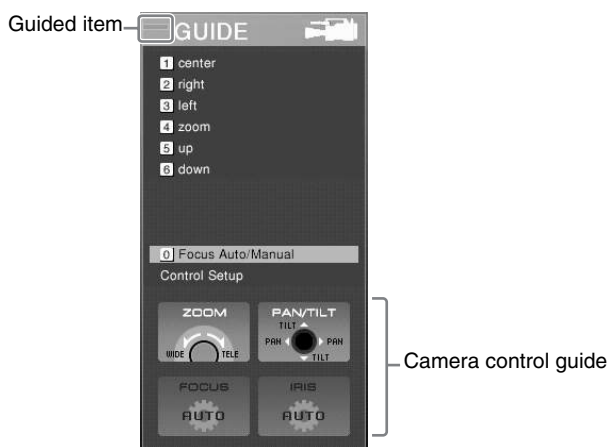 Guided item
GUIDE
1 center
2 right
3 left
4 zoom
5 up
6 down
0 Focus Auto/Manual
Control Setup
ZOOM
WIDE TELE
PAN/TILT
TILT
PAN PAN
TILT
FOCUS
AUTO
IRIS
AUTO
Camera control guide